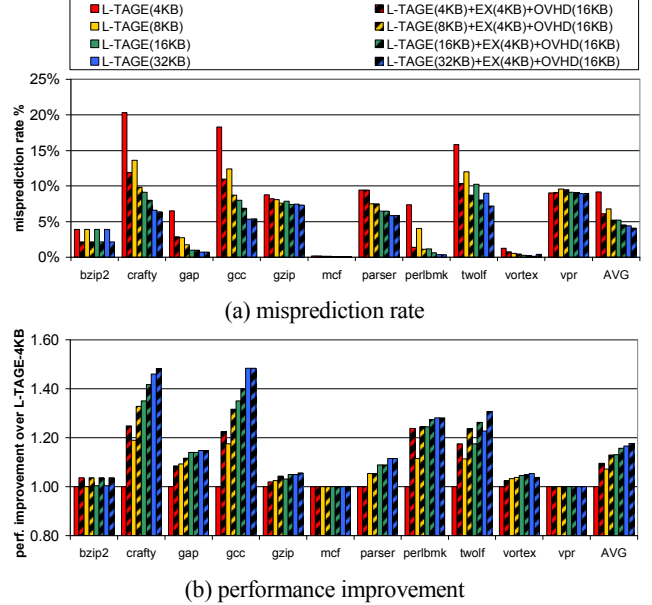 L-TAGE(4KB) L-TAGE(4KB)+EX(4KB)+OVHD(16KB)
L-TAGE(8KB) L-TAGE(8KB)+EX(4KB)+OVHD(16KB)
L-TAGE(16KB) L-TAGE(16KB)+EX(4KB)+OVHD(16KB)
L-TAGE(32KB) L-TAGE(32KB)+EX(4KB)+OVHD(16KB)
misprediction rate %
25%
20%
15%
10%
5%
0%
bzip2 crafty gap gcc gzip mcf parser perlbmk twolf vortex vpr AVG
(a) misprediction rate
perf. improvement over L-TAGE-4KB
1.60
1.40
1.20
1.00
0.80
bzip2 crafty gap gcc gzip mcf parser perlbmk twolf vortex vpr AVG
(b) performance improvement